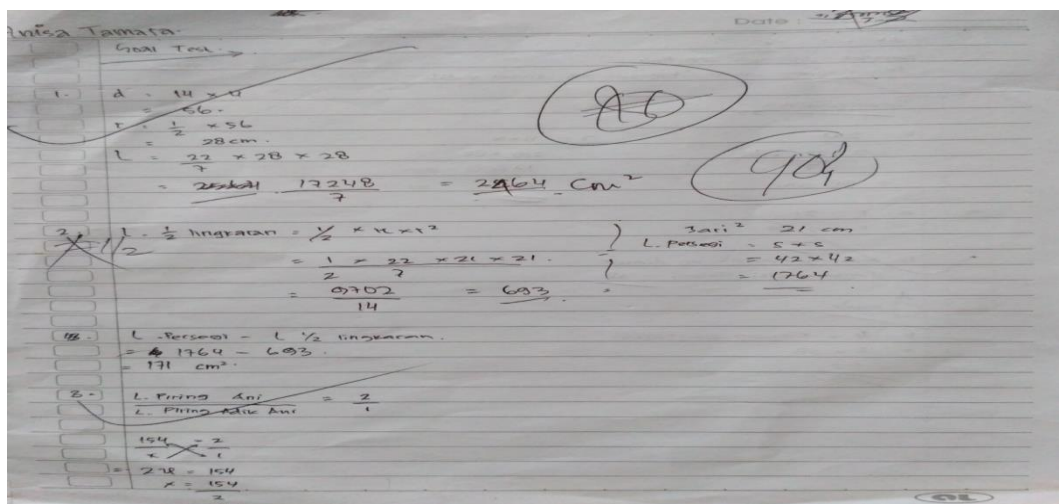 Anisa Tamara.
Date :
Goal Test
1. d = 14 × 4
= 56.
r = 1/2 × 56
= 28 cm.
L = 22/7 × 28 × 28
= 17248/7 = 2464 Cm²
90
2. L. 1/2 lingkaran = 1/2 × π × r²
= 1/2 × 22/7 × 21 × 21.
= 9702/14 = 693.
Jari² 21 cm
L. Persegi = s × s
= 42 × 42
= 1764
L. Persegi - L 1/2 lingkaran.
= 1764 - 693.
= 171 cm².
3. L. Piring Ani / L. Piring Adik Ani = 2/1
154/x = 2/1
= 2x = 154
x = 154/2